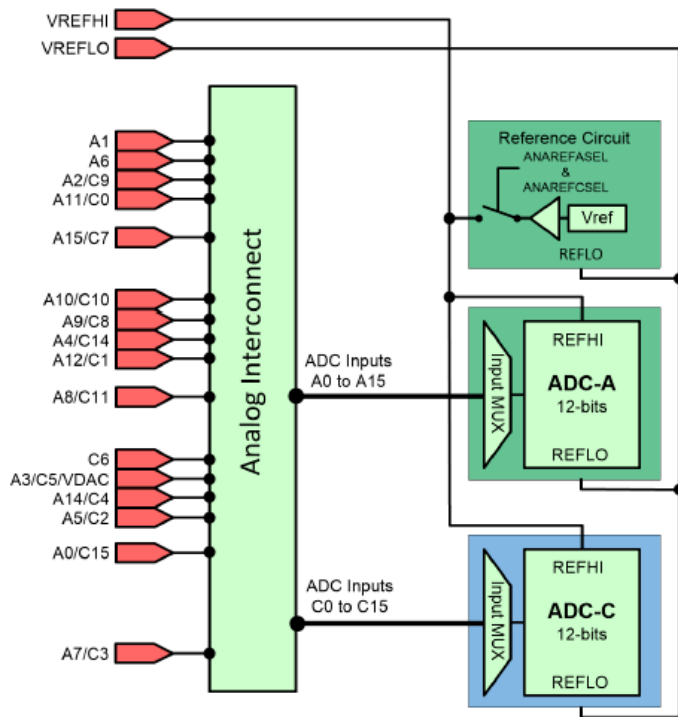 VREFHI
VREFLO
A1
A6
A2/C9
A11/C0
A15/C7
A10/C10
A9/C8
A4/C14
A12/C1
A8/C11
C6
A3/C5/VDAC
A14/C4
A5/C2
A0/C15
A7/C3
Analog Interconnect
ADC Inputs
A0 to A15
ADC Inputs
C0 to C15
Reference Circuit
ANAREFASEL
&
ANAREFCSEL
Vref
REFLO
Input MUX
REFHI
ADC-A
12-bits
REFLO
Input MUX
REFHI
ADC-C
12-bits
REFLO